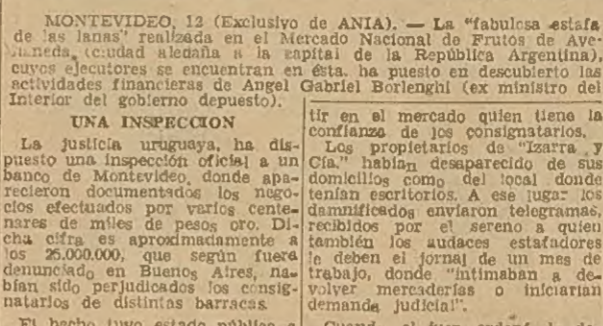 MONTEVIDEO, 12 (Exclusivo de ANIA). — La "fabulosa estafa
de las lanas" realizada en el Mercado Nacional de Frutos de Ave-
llaneda, (ciudad aledaña a la capital de la República Argentina),
cuyos ejecutores se encuentran en ésta, ha puesto en descubierto las
actividades financieras de Angel Gabriel Borlenghi (ex ministro del
Interior del gobierno depuesto).
UNA INSPECCION
La justicia uruguaya, ha dis-
puesto una inspección oficial a un
banco de Montevideo, donde apa-
recieron documentados los nego-
cios efectuados por varios cente-
nares de miles de pesos oro. Di-
cha cifra es aproximadamente a
los 25.000.000, que según fuera
denunciado en Buenos Aires, ha-
bían sido perjudicados los consig-
natarios de distintas barracas.
El hecho tuvo estado público a
tir en el mercado quien tiene la
confianza de los consignatarios.
Los propietarios de "Izarra y
Cía." habían desaparecido de sus
domicilios como del local donde
tenían escritorios. A ese lugar los
damnificados enviaron telegramas,
recibidos por el sereno a quien
también los audaces estafadores
le deben el jornal de un mes de
trabajo, donde "intimaban a de-
volver mercaderías o iniciarían
demanda judicial".